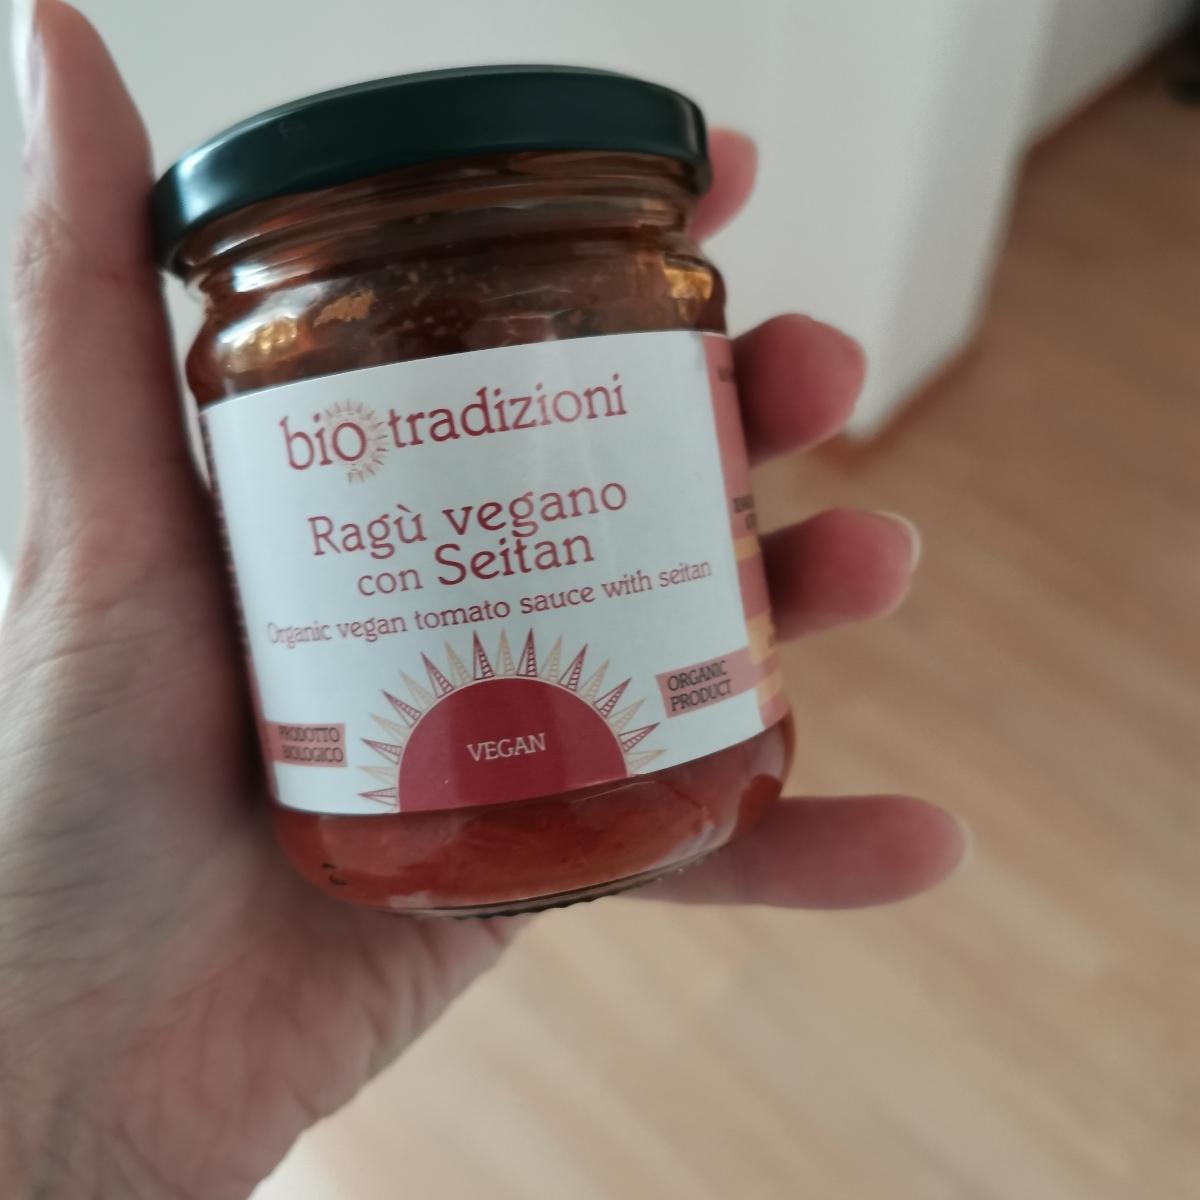 bio tradizioni
Ragù vegano
con Seitan
Organic vegan tomato sauce with seitan
ORGANIC
PRODUCT
PRODOTTO
BIOLOGICO
VEGAN